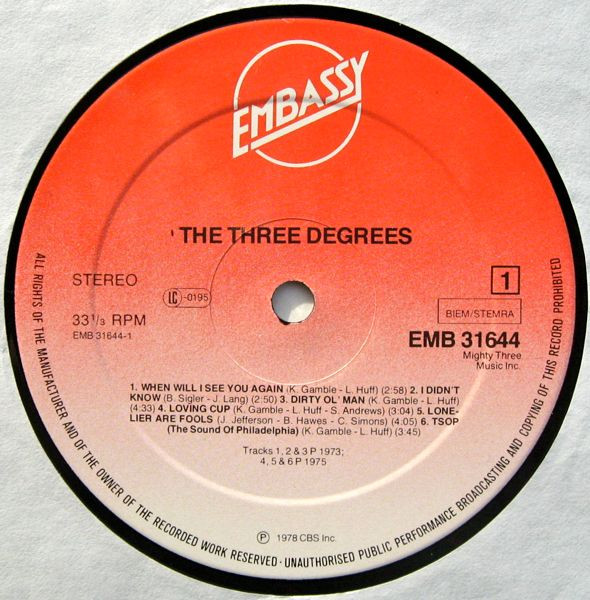 EMBASSY
THE THREE DEGREES
STEREO
LC -0195
1
33 1/3 RPM
BIEM/STEMRA
EMB 31644-1
EMB 31644
Mighty Three
Music Inc.
1. WHEN WILL I SEE YOU AGAIN (K. Gamble - L. Huff) (2:58) 2. I DIDN'T
KNOW (B. Sigler - J. Lang) (2:50) 3. DIRTY OL' MAN (K. Gamble - L. Huff)
(4:33) 4. LOVING CUP (K. Gamble - L. Huff - S. Andrews) (3:04) 5. LONE-
LIER ARE FOOLS (J. Jefferson - B. Hawes - C. Simons) (4:05) 6. TSOP
(The Sound Of Philadelphia) (K. Gamble - L. Huff) (3:45)
Tracks 1, 2 & 3 P 1973;
4, 5 & 6 P 1975
℗ 1978 CBS Inc.
ALL RIGHTS OF THE MANUFACTURER AND OF THE OWNER OF THE RECORDED WORK RESERVED · UNAUTHORISED PUBLIC PERFORMANCE BROADCASTING AND COPYING OF THIS RECORD PROHIBITED